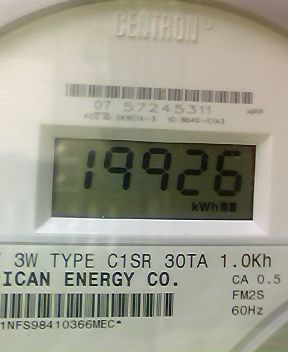 CENTRON
07 57245311
19926
kWh
3W TYPE C1SR 30TA 1.0Kh
RICAN ENERGY CO.
CA 0.5
FM2S
60Hz
1NFS98410366MEC*